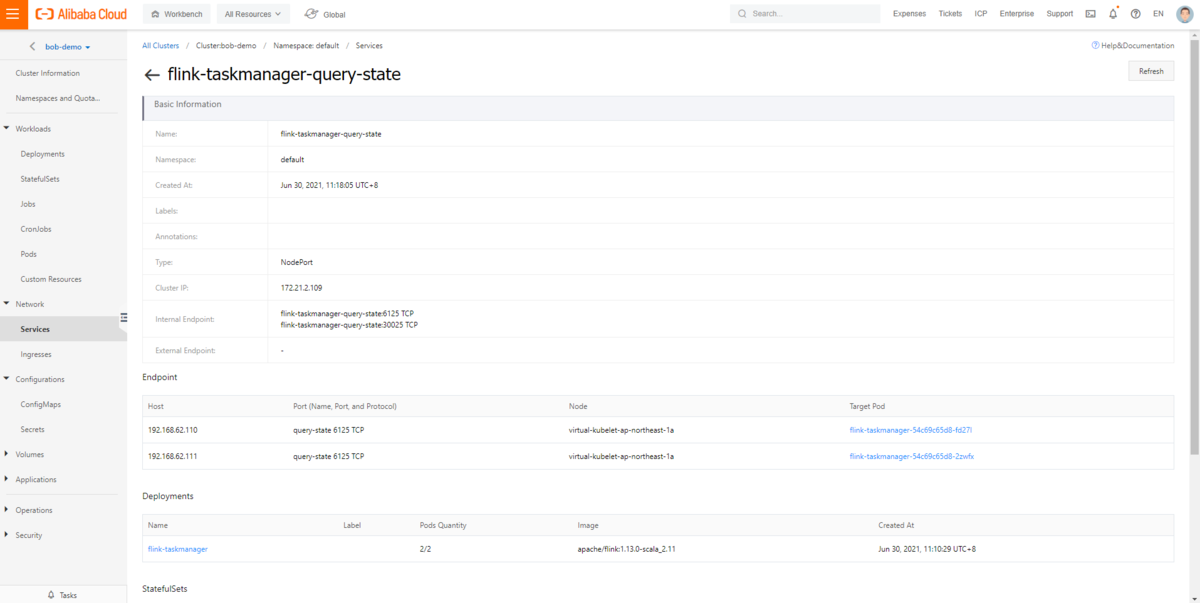 Alibaba Cloud
Workbench
All Resources
Global
Search...
Expenses
Tickets
ICP
Enterprise
Support
EN
bob-demo
Cluster Information
Namespaces and Quota...
Workloads
Deployments
StatefulSets
Jobs
CronJobs
Pods
Custom Resources
Network
Services
Ingresses
Configurations
ConfigMaps
Secrets
Volumes
Applications
Operations
Security
Tasks
All Clusters / Cluster:bob-demo / Namespace: default / Services
Help&Documentation
flink-taskmanager-query-state
Refresh
Basic Information
Name: flink-taskmanager-query-state
Namespace: default
Created At: Jun 30, 2021, 11:18:05 UTC+8
Labels:
Annotations:
Type: NodePort
Cluster IP: 172.21.2.109
Internal Endpoint: flink-taskmanager-query-state:6125 TCP
flink-taskmanager-query-state:30025 TCP
External Endpoint: -
Endpoint
Host Port (Name, Port, and Protocol) Node Target Pod
192.168.62.110 query-state 6125 TCP virtual-kubelet-ap-northeast-1a flink-taskmanager-54c69c65d8-fd27l
192.168.62.111 query-state 6125 TCP virtual-kubelet-ap-northeast-1a flink-taskmanager-54c69c65d8-2zwfx
Deployments
Name Label Pods Quantity Image Created At
flink-taskmanager 2/2 apache/flink:1.13.0-scala_2.11 Jun 30, 2021, 11:10:29 UTC+8
StatefulSets